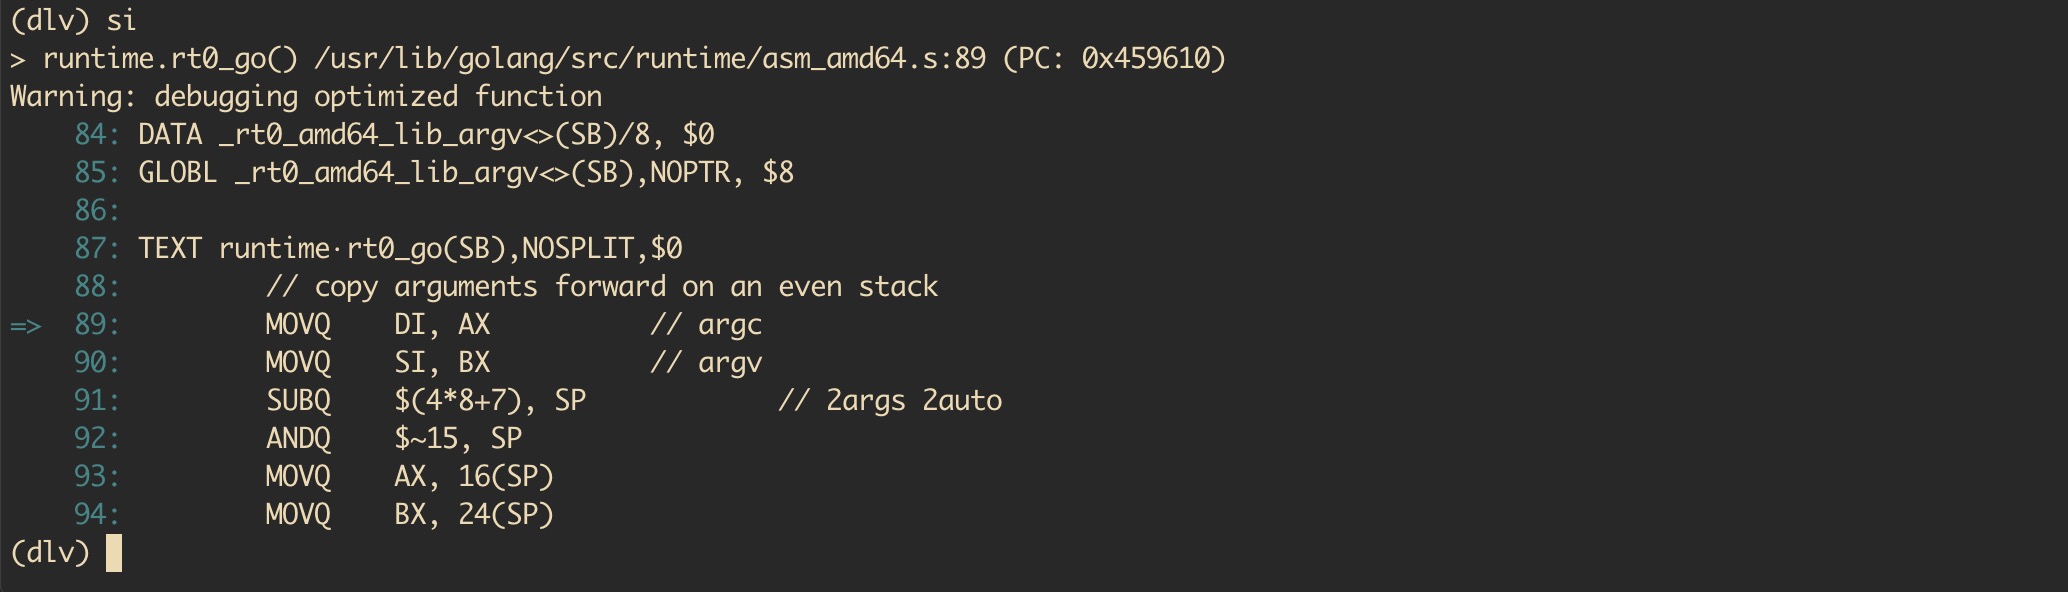 (dlv) si
> runtime.rt0_go() /usr/lib/golang/src/runtime/asm_amd64.s:89 (PC: 0x459610)
Warning: debugging optimized function
    84: DATA _rt0_amd64_lib_argv<>(SB)/8, $0
    85: GLOBL _rt0_amd64_lib_argv<>(SB),NOPTR, $8
    86:
    87: TEXT runtime·rt0_go(SB),NOSPLIT,$0
    88:         // copy arguments forward on an even stack
=>  89:         MOVQ    DI, AX          // argc
    90:         MOVQ    SI, BX          // argv
    91:         SUBQ    $(4*8+7), SP            // 2args 2auto
    92:         ANDQ    $~15, SP
    93:         MOVQ    AX, 16(SP)
    94:         MOVQ    BX, 24(SP)
(dlv)